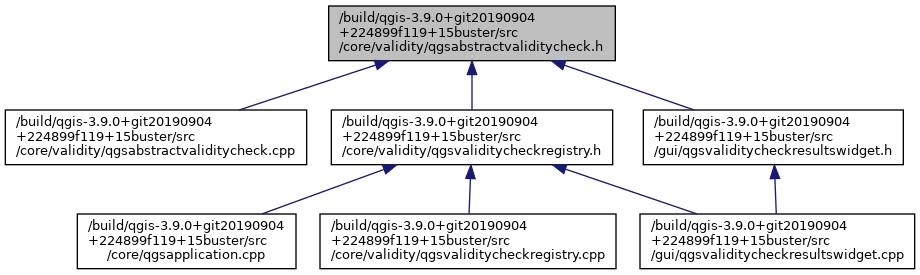 /build/qgis-3.9.0+git20190904
+224899f119+15buster/src
/core/validity/qgsabstractvaliditycheck.h
/build/qgis-3.9.0+git20190904
+224899f119+15buster/src
/core/validity/qgsabstractvaliditycheck.cpp
/build/qgis-3.9.0+git20190904
+224899f119+15buster/src
/core/validity/qgsvaliditycheckregistry.h
/build/qgis-3.9.0+git20190904
+224899f119+15buster/src
/gui/qgsvaliditycheckresultswidget.h
/build/qgis-3.9.0+git20190904
+224899f119+15buster/src
/core/qgsapplication.cpp
/build/qgis-3.9.0+git20190904
+224899f119+15buster/src
/core/validity/qgsvaliditycheckregistry.cpp
/build/qgis-3.9.0+git20190904
+224899f119+15buster/src
/gui/qgsvaliditycheckresultswidget.cpp